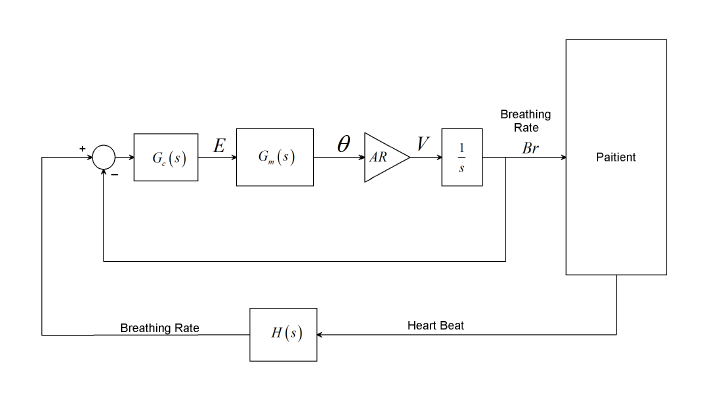 Breathing
Rate
+
−
G_c(s)
E
G_m(s)
θ
AR
V
1
s
Br
Paitient
Breathing Rate
H(s)
Heart Beat